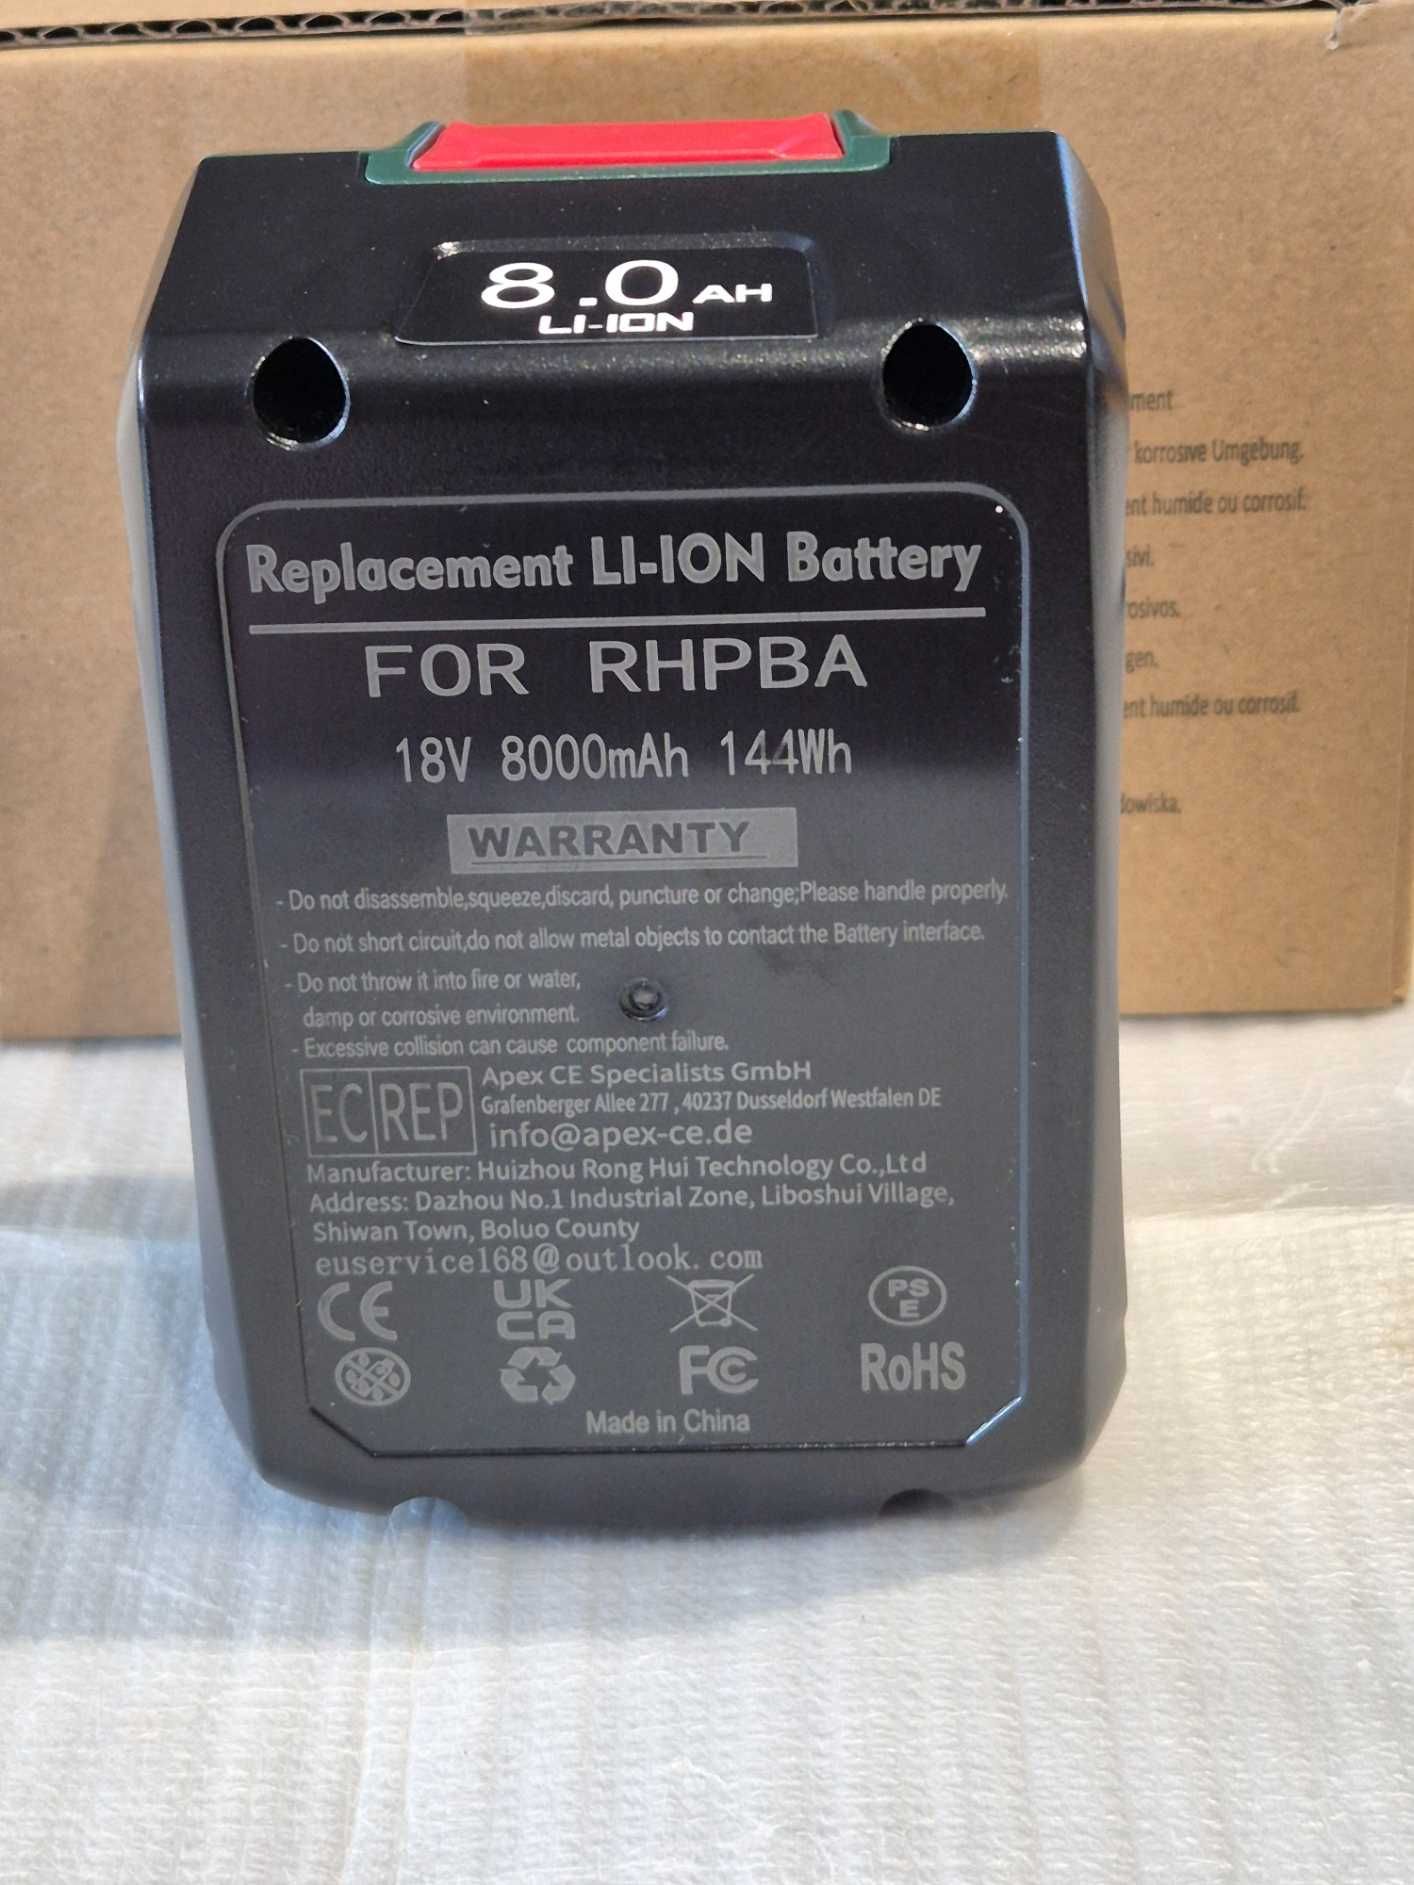 8.0 AH
LI-ION
Replacement LI-ION Battery
FOR RHPBA
18V 8000mAh 144Wh
WARRANTY
- Do not disassemble,squeeze,discard, puncture or change;Please handle properly.
- Do not short circuit,do not allow metal objects to contact the Battery interface.
- Do not throw it into fire or water,
damp or corrosive environment.
- Excessive collision can cause component failure.
EC REP
Apex CE Specialists GmbH
Grafenberger Allee 277 , 40237 Dusseldorf Westfalen DE
info@apex-ce.de
Manufacturer: Huizhou Rong Hui Technology Co.,Ltd
Address: Dazhou No.1 Industrial Zone, Liboshui Village,
Shiwan Town, Boluo County
euservice168@outlook.com
CE UK CA PS E
FC RoHS
Made in China
korrosive Umgebung.
humide ou corrosif.
humide ou corrosif.